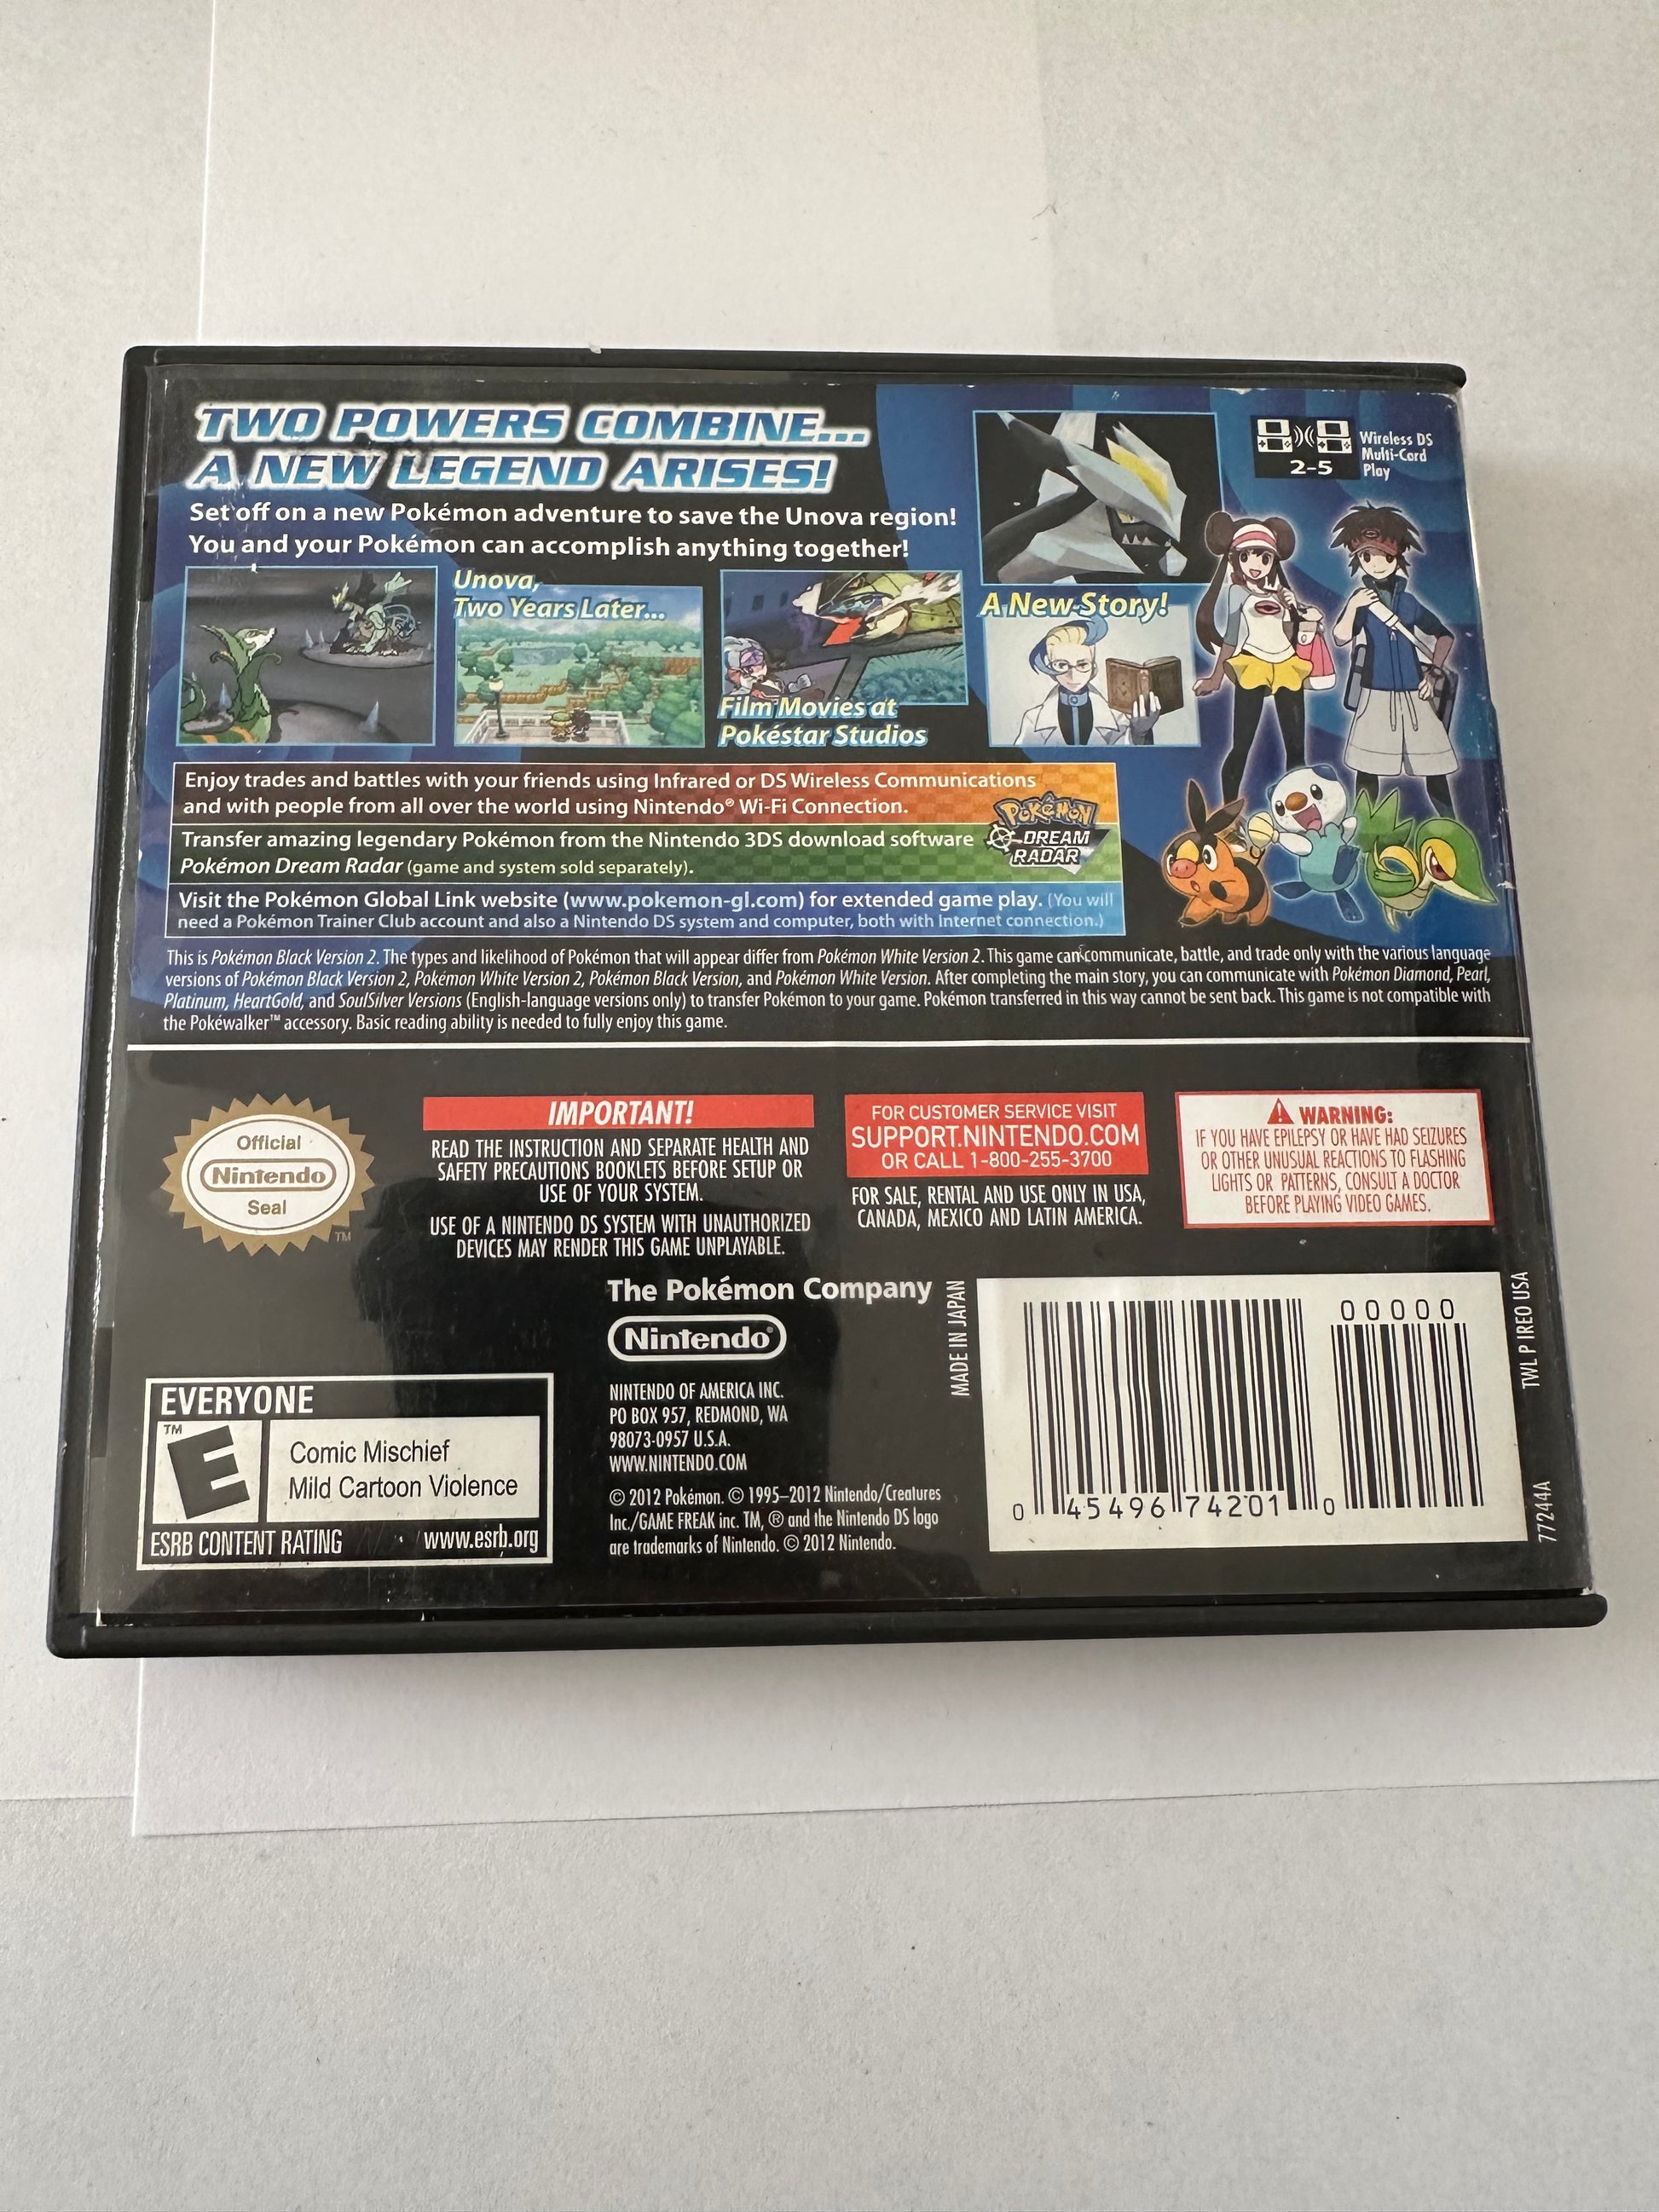 TWO POWERS COMBINE...
A NEW LEGEND ARISES!
Set off on a new Pokémon adventure to save the Unova region!
You and your Pokémon can accomplish anything together!
Unova,
Two Years Later...
Film Movies at
Pokéstar Studios
A New Story!
2-5
Wireless DS
Multi-Card
Play
Enjoy trades and battles with your friends using Infrared or DS Wireless Communications
and with people from all over the world using Nintendo® Wi-Fi Connection.
Transfer amazing legendary Pokémon from the Nintendo 3DS download software
Pokémon Dream Radar (game and system sold separately).
POKéMON
DREAM
RADAR
Visit the Pokémon Global Link website (www.pokemon-gl.com) for extended game play. (You will
need a Pokémon Trainer Club account and also a Nintendo DS system and computer, both with Internet connection.)
This is Pokémon Black Version 2. The types and likelihood of Pokémon that will appear differ from Pokémon White Version 2. This game can communicate, battle, and trade only with the various language
versions of Pokémon Black Version 2, Pokémon White Version 2, Pokémon Black Version, and Pokémon White Version. After completing the main story, you can communicate with Pokémon Diamond, Pearl,
Platinum, HeartGold, and SoulSilver Versions (English-language versions only) to transfer Pokémon to your game. Pokémon transferred in this way cannot be sent back. This game is not compatible with
the Pokéwalker™ accessory. Basic reading ability is needed to fully enjoy this game.
Official
Nintendo
Seal
TM
IMPORTANT!
READ THE INSTRUCTION AND SEPARATE HEALTH AND
SAFETY PRECAUTIONS BOOKLETS BEFORE SETUP OR
USE OF YOUR SYSTEM.
USE OF A NINTENDO DS SYSTEM WITH UNAUTHORIZED
DEVICES MAY RENDER THIS GAME UNPLAYABLE.
FOR CUSTOMER SERVICE VISIT
SUPPORT.NINTENDO.COM
OR CALL 1-800-255-3700
FOR SALE, RENTAL AND USE ONLY IN USA,
CANADA, MEXICO AND LATIN AMERICA.
WARNING:
IF YOU HAVE EPILEPSY OR HAVE HAD SEIZURES
OR OTHER UNUSUAL REACTIONS TO FLASHING
LIGHTS OR PATTERNS, CONSULT A DOCTOR
BEFORE PLAYING VIDEO GAMES.
The Pokémon Company
Nintendo®
NINTENDO OF AMERICA INC.
PO BOX 957, REDMOND, WA
98073-0957 U.S.A.
WWW.NINTENDO.COM
© 2012 Pokémon. © 1995–2012 Nintendo/Creatures
Inc./GAME FREAK inc. TM, ® and the Nintendo DS logo
are trademarks of Nintendo. © 2012 Nintendo.
EVERYONE
TM
E
Comic Mischief
Mild Cartoon Violence
ESRB CONTENT RATING www.esrb.org
MADE IN JAPAN
00000
0 45496 74201 0
TWL P IREO USA
77244A